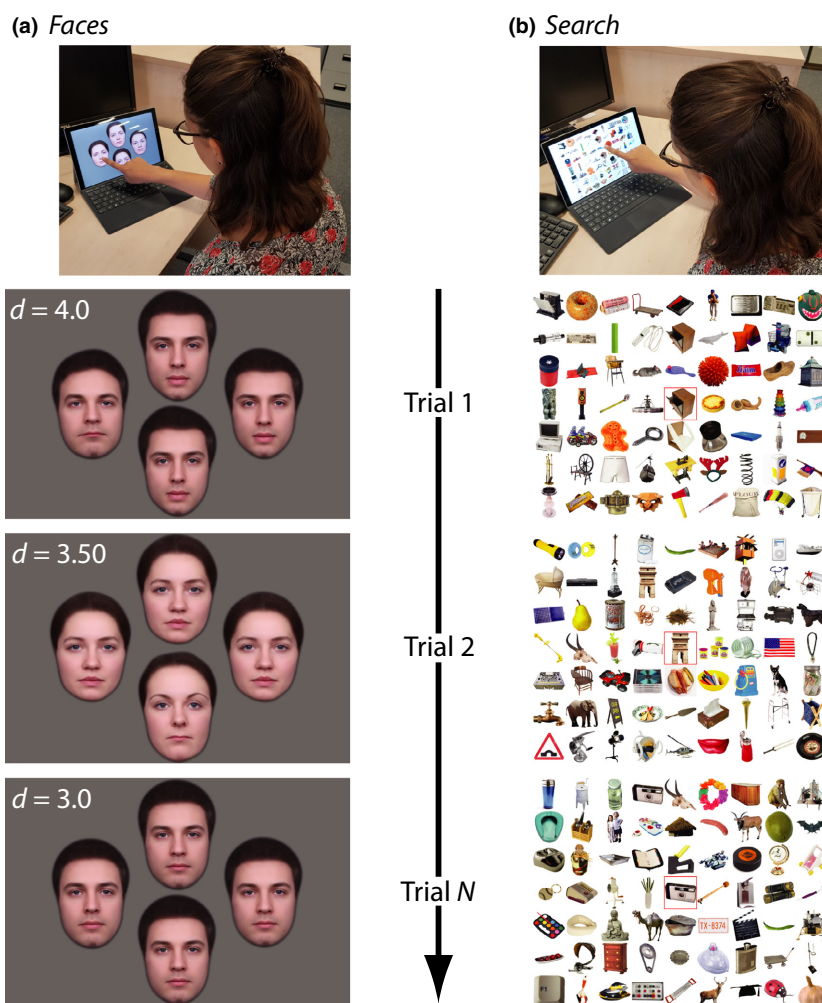 (a) Faces
(b) Search
d = 4.0
Trial 1
d = 3.50
Trial 2
d = 3.0
Trial N
TX·8374